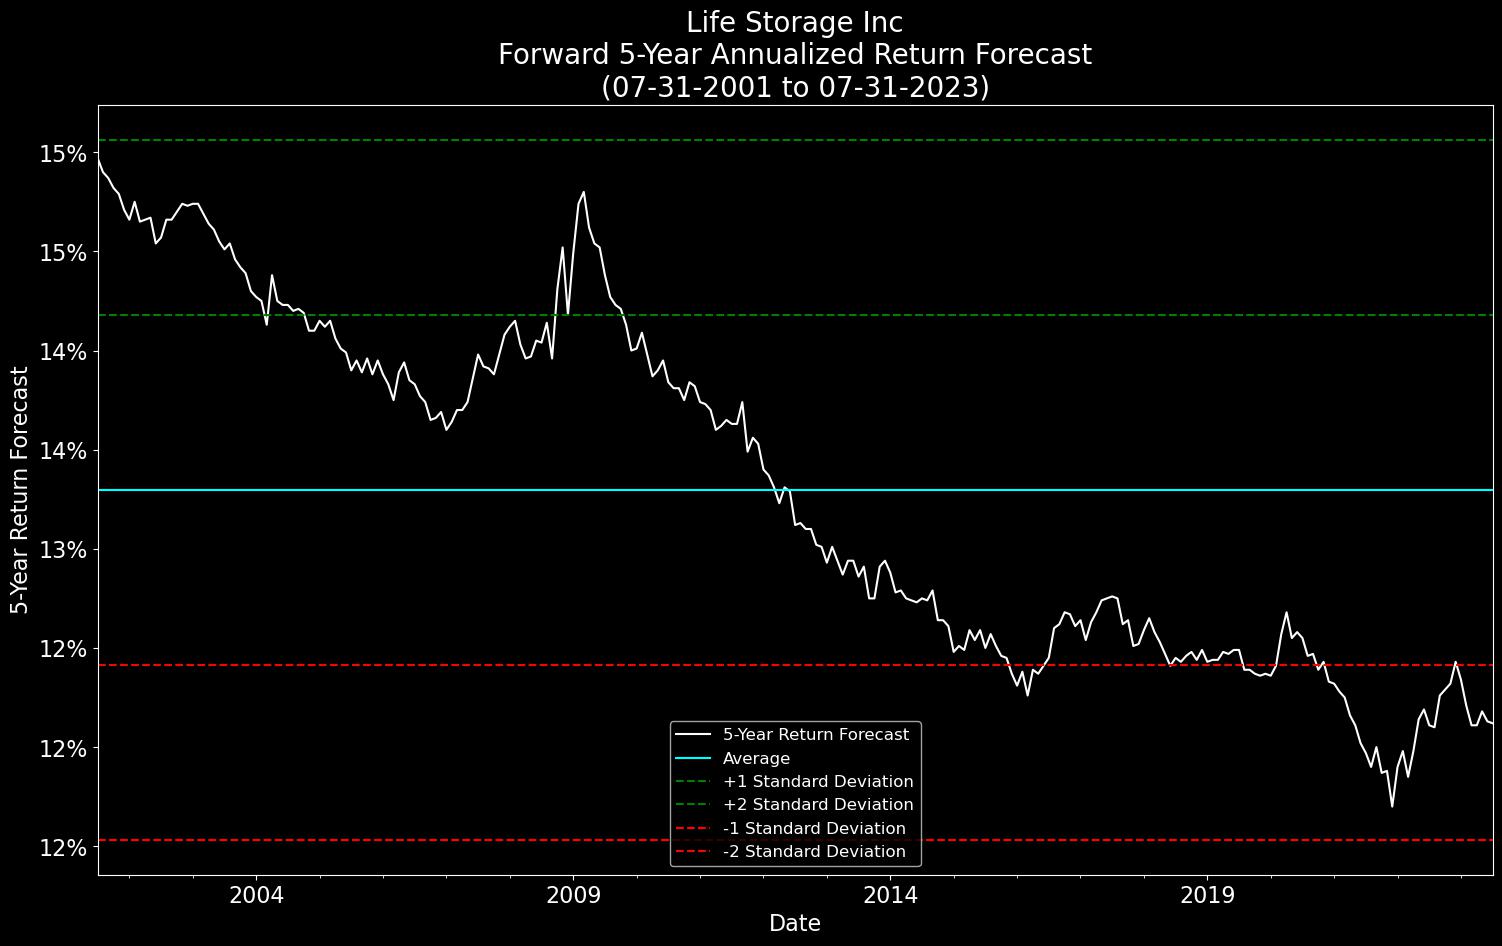 Life Storage Inc
Forward 5-Year Annualized Return Forecast
(07-31-2001 to 07-31-2023)
5-Year Return Forecast
15%
15%
14%
14%
13%
12%
12%
12%
2004
2009
2014
2019
Date
5-Year Return Forecast
Average
+1 Standard Deviation
+2 Standard Deviation
-1 Standard Deviation
-2 Standard Deviation